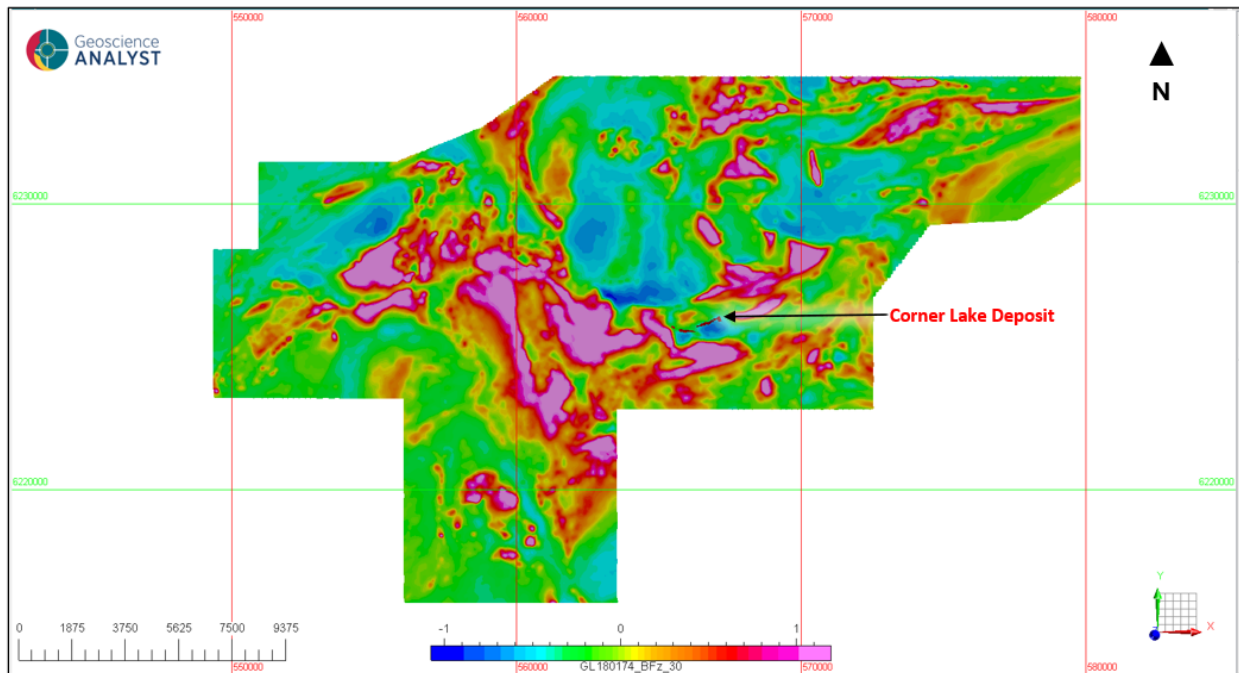 550000
560000
570000
580000
Geoscience
ANALYST
N
6230000
6230000
Corner Lake Deposit
6220000
6220000
0 1875 3750 5625 7500 9375
-1 0 1
GL180174_BFz_30
Y
X
550000
560000
570000
580000